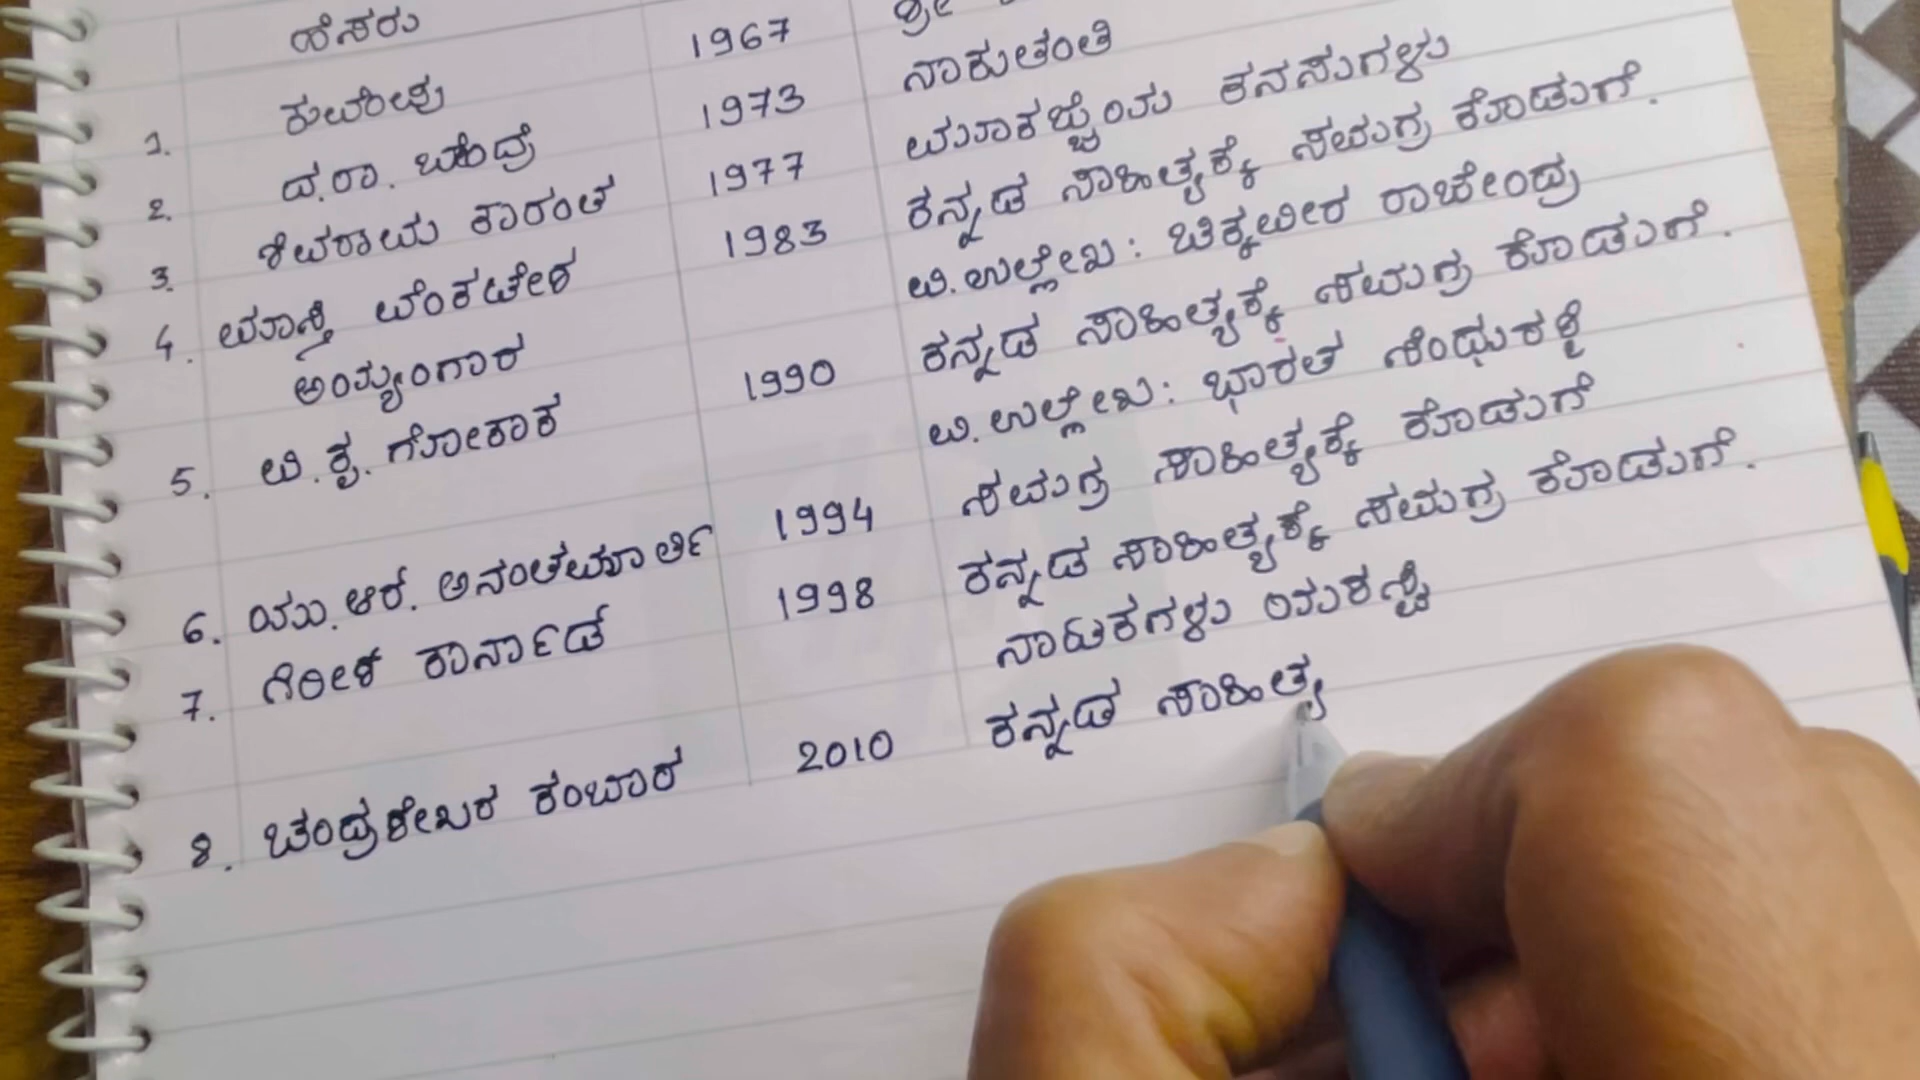 ಹೆಸರು
1. ಕುವೆಂಪು 1967 ಶ್ರೀ
2. ದ.ರಾ. ಬೇಂದ್ರೆ 1973 ನಾಕುತಂತಿ
3. ಶಿವರಾಮ ಕಾರಂತ 1977 ಮೂಕಜ್ಜಿಯ ಕನಸುಗಳು
4. ಮಾಸ್ತಿ ವೆಂಕಟೇಶ 1983 ಕನ್ನಡ ಸಾಹಿತ್ಯಕ್ಕೆ ಸಮಗ್ರ ಕೊಡುಗೆ.
ಅಯ್ಯಂಗಾರ ವಿ.ಉಲ್ಲೇಖ : ಚಿಕ್ಕವೀರ ರಾಜೇಂದ್ರ
5. ವಿ.ಕೃ.ಗೋಕಾಕ 1990 ಕನ್ನಡ ಸಾಹಿತ್ಯಕ್ಕೆ ಸಮಗ್ರ ಕೊಡುಗೆ.
ವಿ.ಉಲ್ಲೇಖ: ಭಾರತ ಸಿಂಧುರಶ್ಮಿ
6. ಯು.ಆರ್. ಅನಂತಮೂರ್ತಿ 1994 ಸಮಗ್ರ ಸಾಹಿತ್ಯಕ್ಕೆ ಕೊಡುಗೆ
7. ಗಿರೀಶ ಕಾರ್ನಾಡ್ 1998 ಕನ್ನಡ ಸಾಹಿತ್ಯಕ್ಕೆ ಸಮಗ್ರ ಕೊಡುಗೆ.
ನಾಟಕಗಳು ಯಶಸ್ವಿ
8. ಚಂದ್ರಶೇಖರ ಕಂಬಾರ 2010 ಕನ್ನಡ ಸಾಹಿತ್ಯ